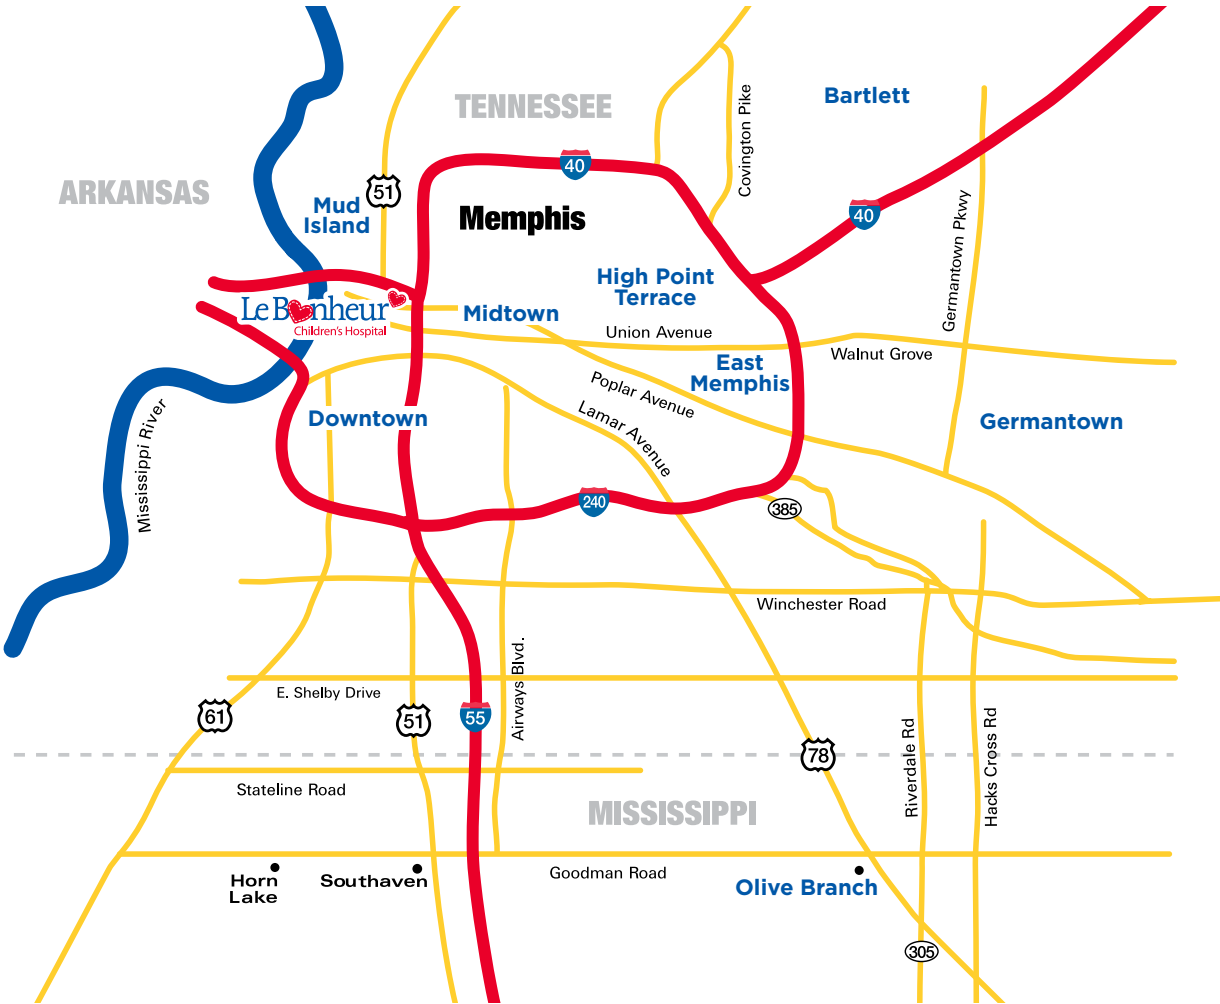 TENNESSEE
Bartlett
Covington Pike
40
ARKANSAS
51
Mud
Island
Memphis
40
Germantown Pkwy
High Point
Terrace
Le Bonheur
Children's Hospital
Midtown
Union Avenue
Walnut Grove
East
Memphis
Poplar Avenue
Lamar Avenue
Downtown
Germantown
Mississippi River
240
385
Winchester Road
Airways Blvd.
E. Shelby Drive
61
51
55
78
Riverdale Rd
Hacks Cross Rd
Stateline Road
MISSISSIPPI
Horn
Lake
Southaven
Goodman Road
Olive Branch
305